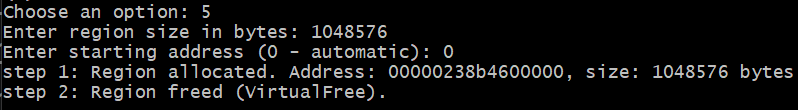 Choose an option: 5
Enter region size in bytes: 1048576
Enter starting address (0 - automatic): 0
step 1: Region allocated. Address: 00000238b4600000, size: 1048576 bytes
step 2: Region freed (VirtualFree).